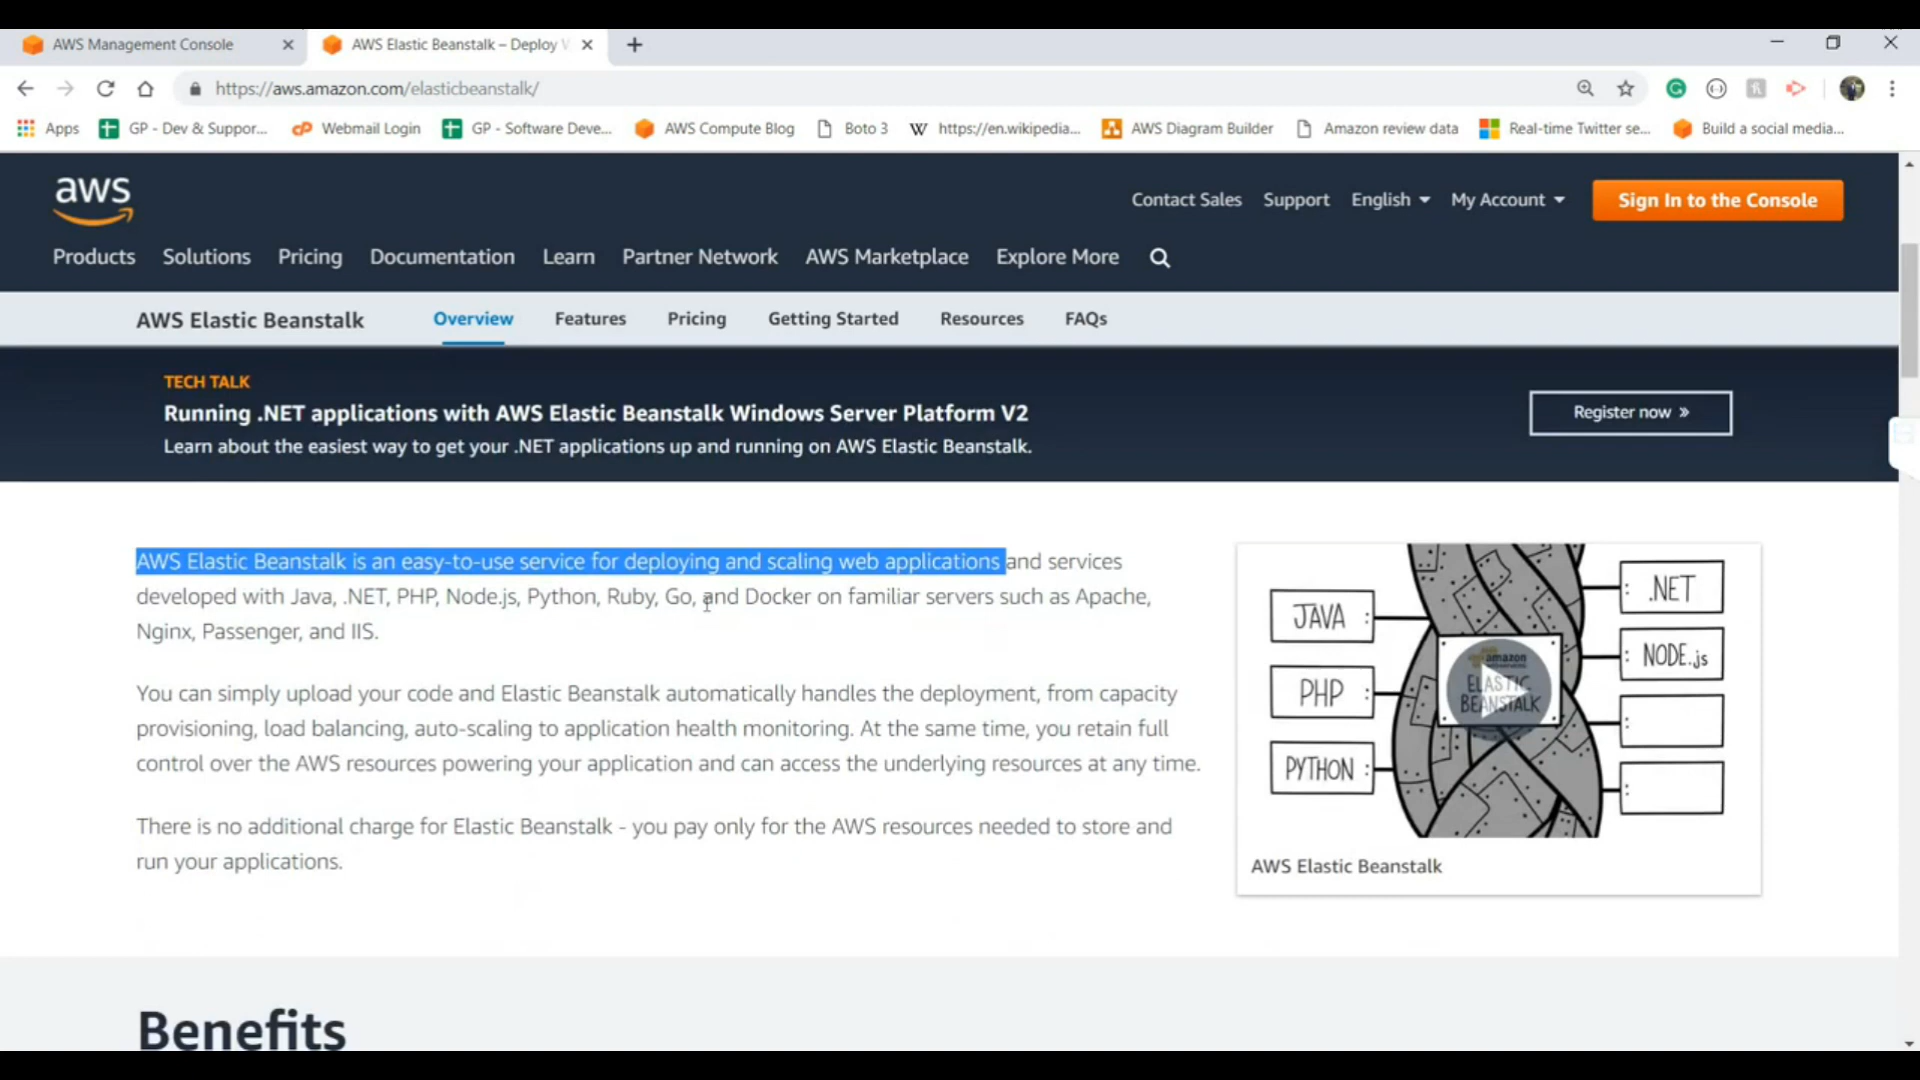 AWS Management Console
AWS Elastic Beanstalk – Deploy W
https://aws.amazon.com/elasticbeanstalk/
Apps
GP - Dev & Suppor...
Webmail Login
GP - Software Deve...
AWS Compute Blog
Boto 3
https://en.wikipedia...
AWS Diagram Builder
Amazon review data
Real-time Twitter se...
Build a social media...
aws
Contact Sales
Support
English
My Account
Sign In to the Console
Products
Solutions
Pricing
Documentation
Learn
Partner Network
AWS Marketplace
Explore More
AWS Elastic Beanstalk
Overview
Features
Pricing
Getting Started
Resources
FAQs
TECH TALK
Running .NET applications with AWS Elastic Beanstalk Windows Server Platform V2
Learn about the easiest way to get your .NET applications up and running on AWS Elastic Beanstalk.
Register now »
AWS Elastic Beanstalk is an easy-to-use service for deploying and scaling web applications and services
developed with Java, .NET, PHP, Node.js, Python, Ruby, Go, and Docker on familiar servers such as Apache,
Nginx, Passenger, and IIS.
You can simply upload your code and Elastic Beanstalk automatically handles the deployment, from capacity
provisioning, load balancing, auto-scaling to application health monitoring. At the same time, you retain full
control over the AWS resources powering your application and can access the underlying resources at any time.
There is no additional charge for Elastic Beanstalk - you pay only for the AWS resources needed to store and
run your applications.
JAVA :
PHP :
PYTHON :
amazon
ELASTIC
BEANSTALK
: .NET
: NODE.js
:
:
AWS Elastic Beanstalk
Benefits